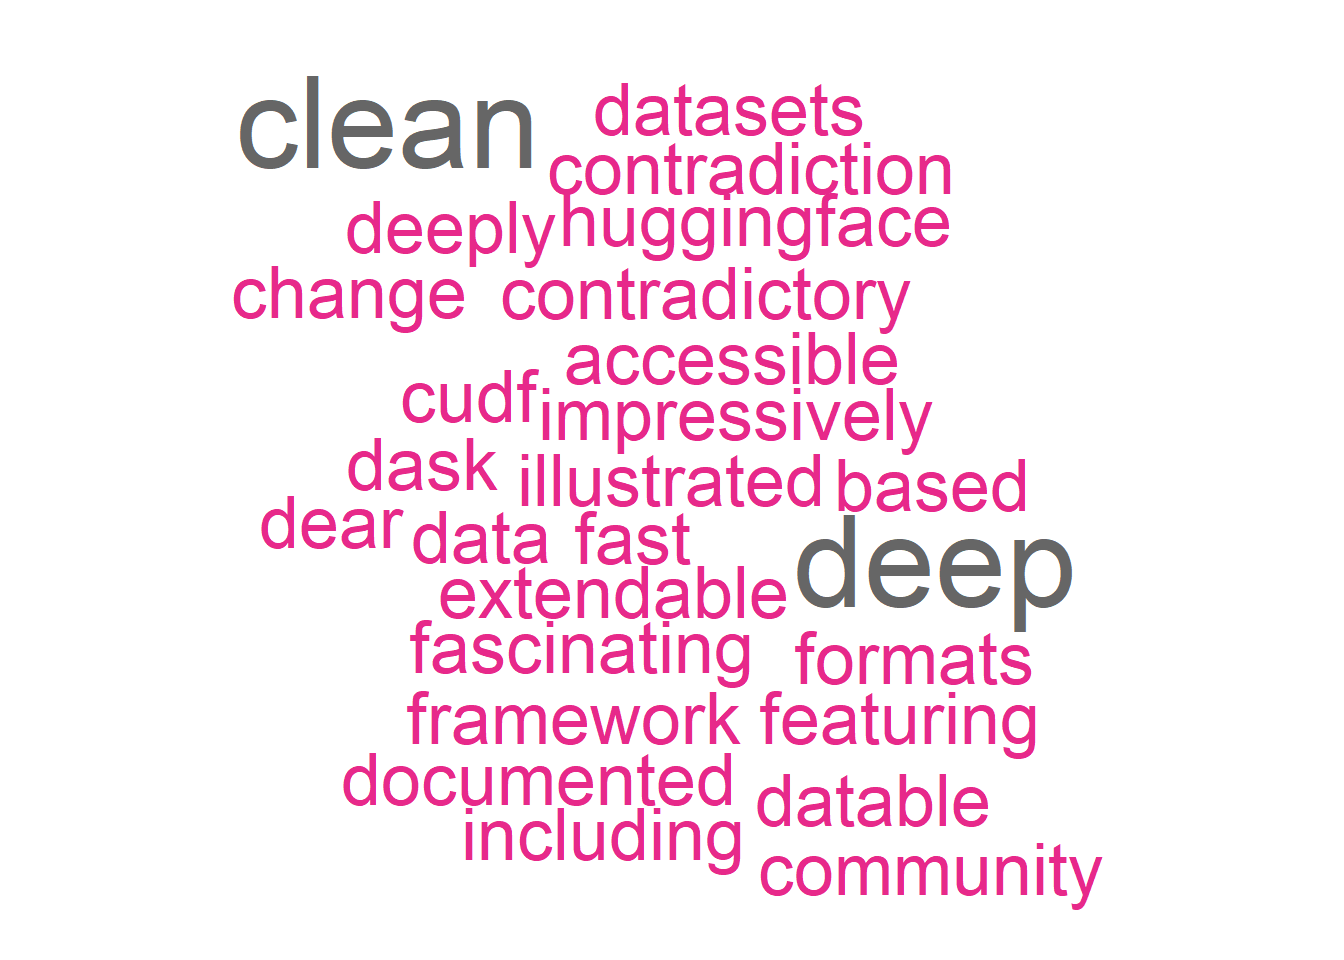 clean datasets
contradiction
deeply huggingface
change contradictory
accessible
cudf impressively
dask illustrated based
dear data fast deep
extendable
fascinating formats
framework featuring
documented datable
including
community